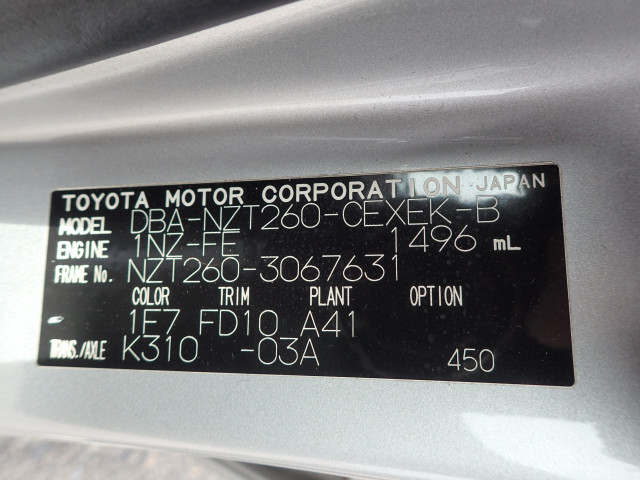 TOYOTA MOTOR CORPORATION JAPAN
MODEL DBA-NZT260-CEXEK-B
ENGINE 1NZ-FE 1496 mL
FRAME No. NZT260-3067631
COLOR TRIM PLANT OPTION
1F7 FD10 A41
TRANS./AXLE K310 -03A 450